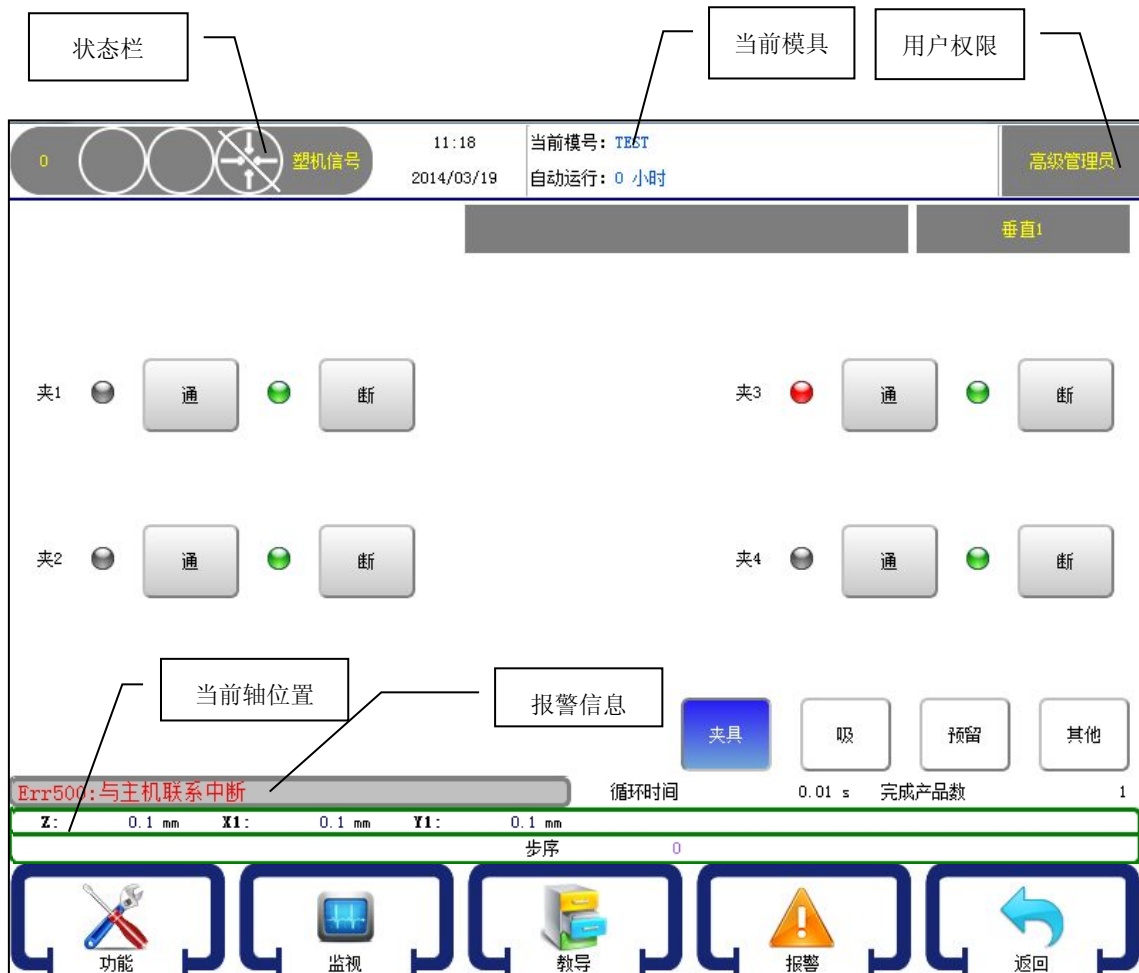 状态栏
当前模具
用户权限
0
塑机信号
11:18
2014/03/19
当前模号: TEST
自动运行: 0 小时
高级管理员
垂直1
夹1 通 断
夹3 通 断
夹2 通 断
夹4 通 断
当前轴位置
报警信息
夹具
吸
预留
其他
Err500:与主机联系中断
循环时间 0.01 s 完成产品数 1
Z: 0.1 mm X1: 0.1 mm Y1: 0.1 mm
步序 0
功能
监视
教导
报警
返回